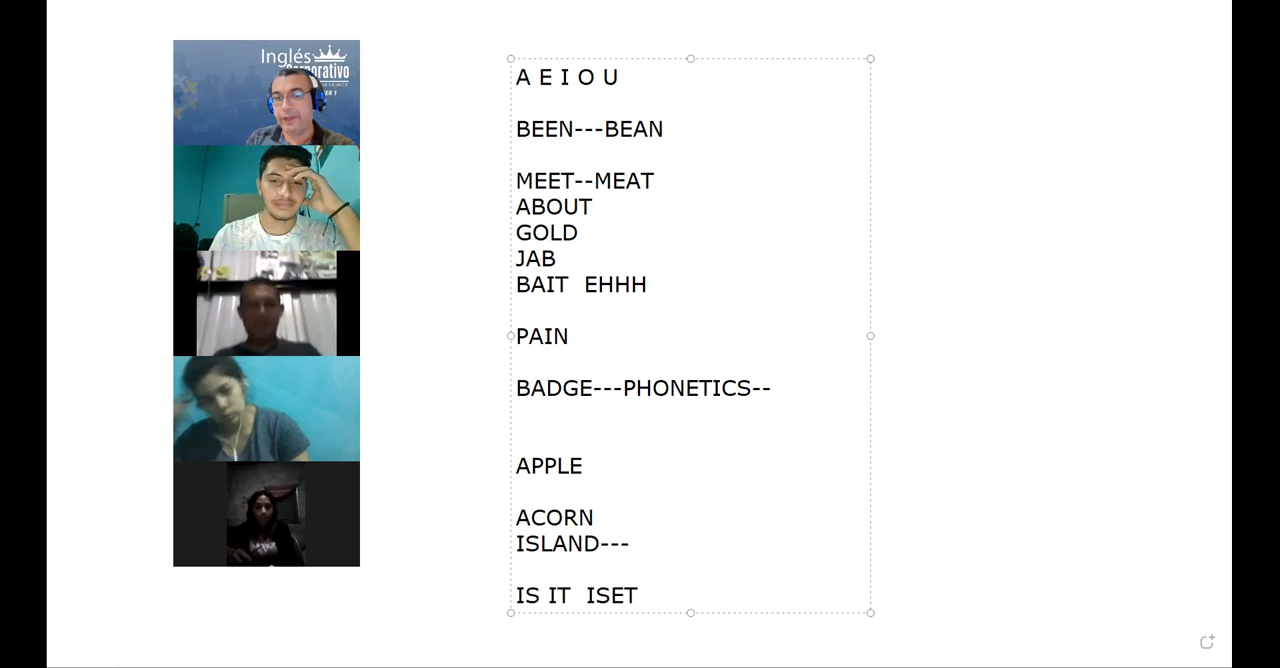 Inglés
Corporativo
A E I O U
BEEN---BEAN
MEET--MEAT
ABOUT
GOLD
JAB
BAIT  EHHH
PAIN
BADGE---PHONETICS--
APPLE
ACORN
ISLAND---
IS IT  ISET